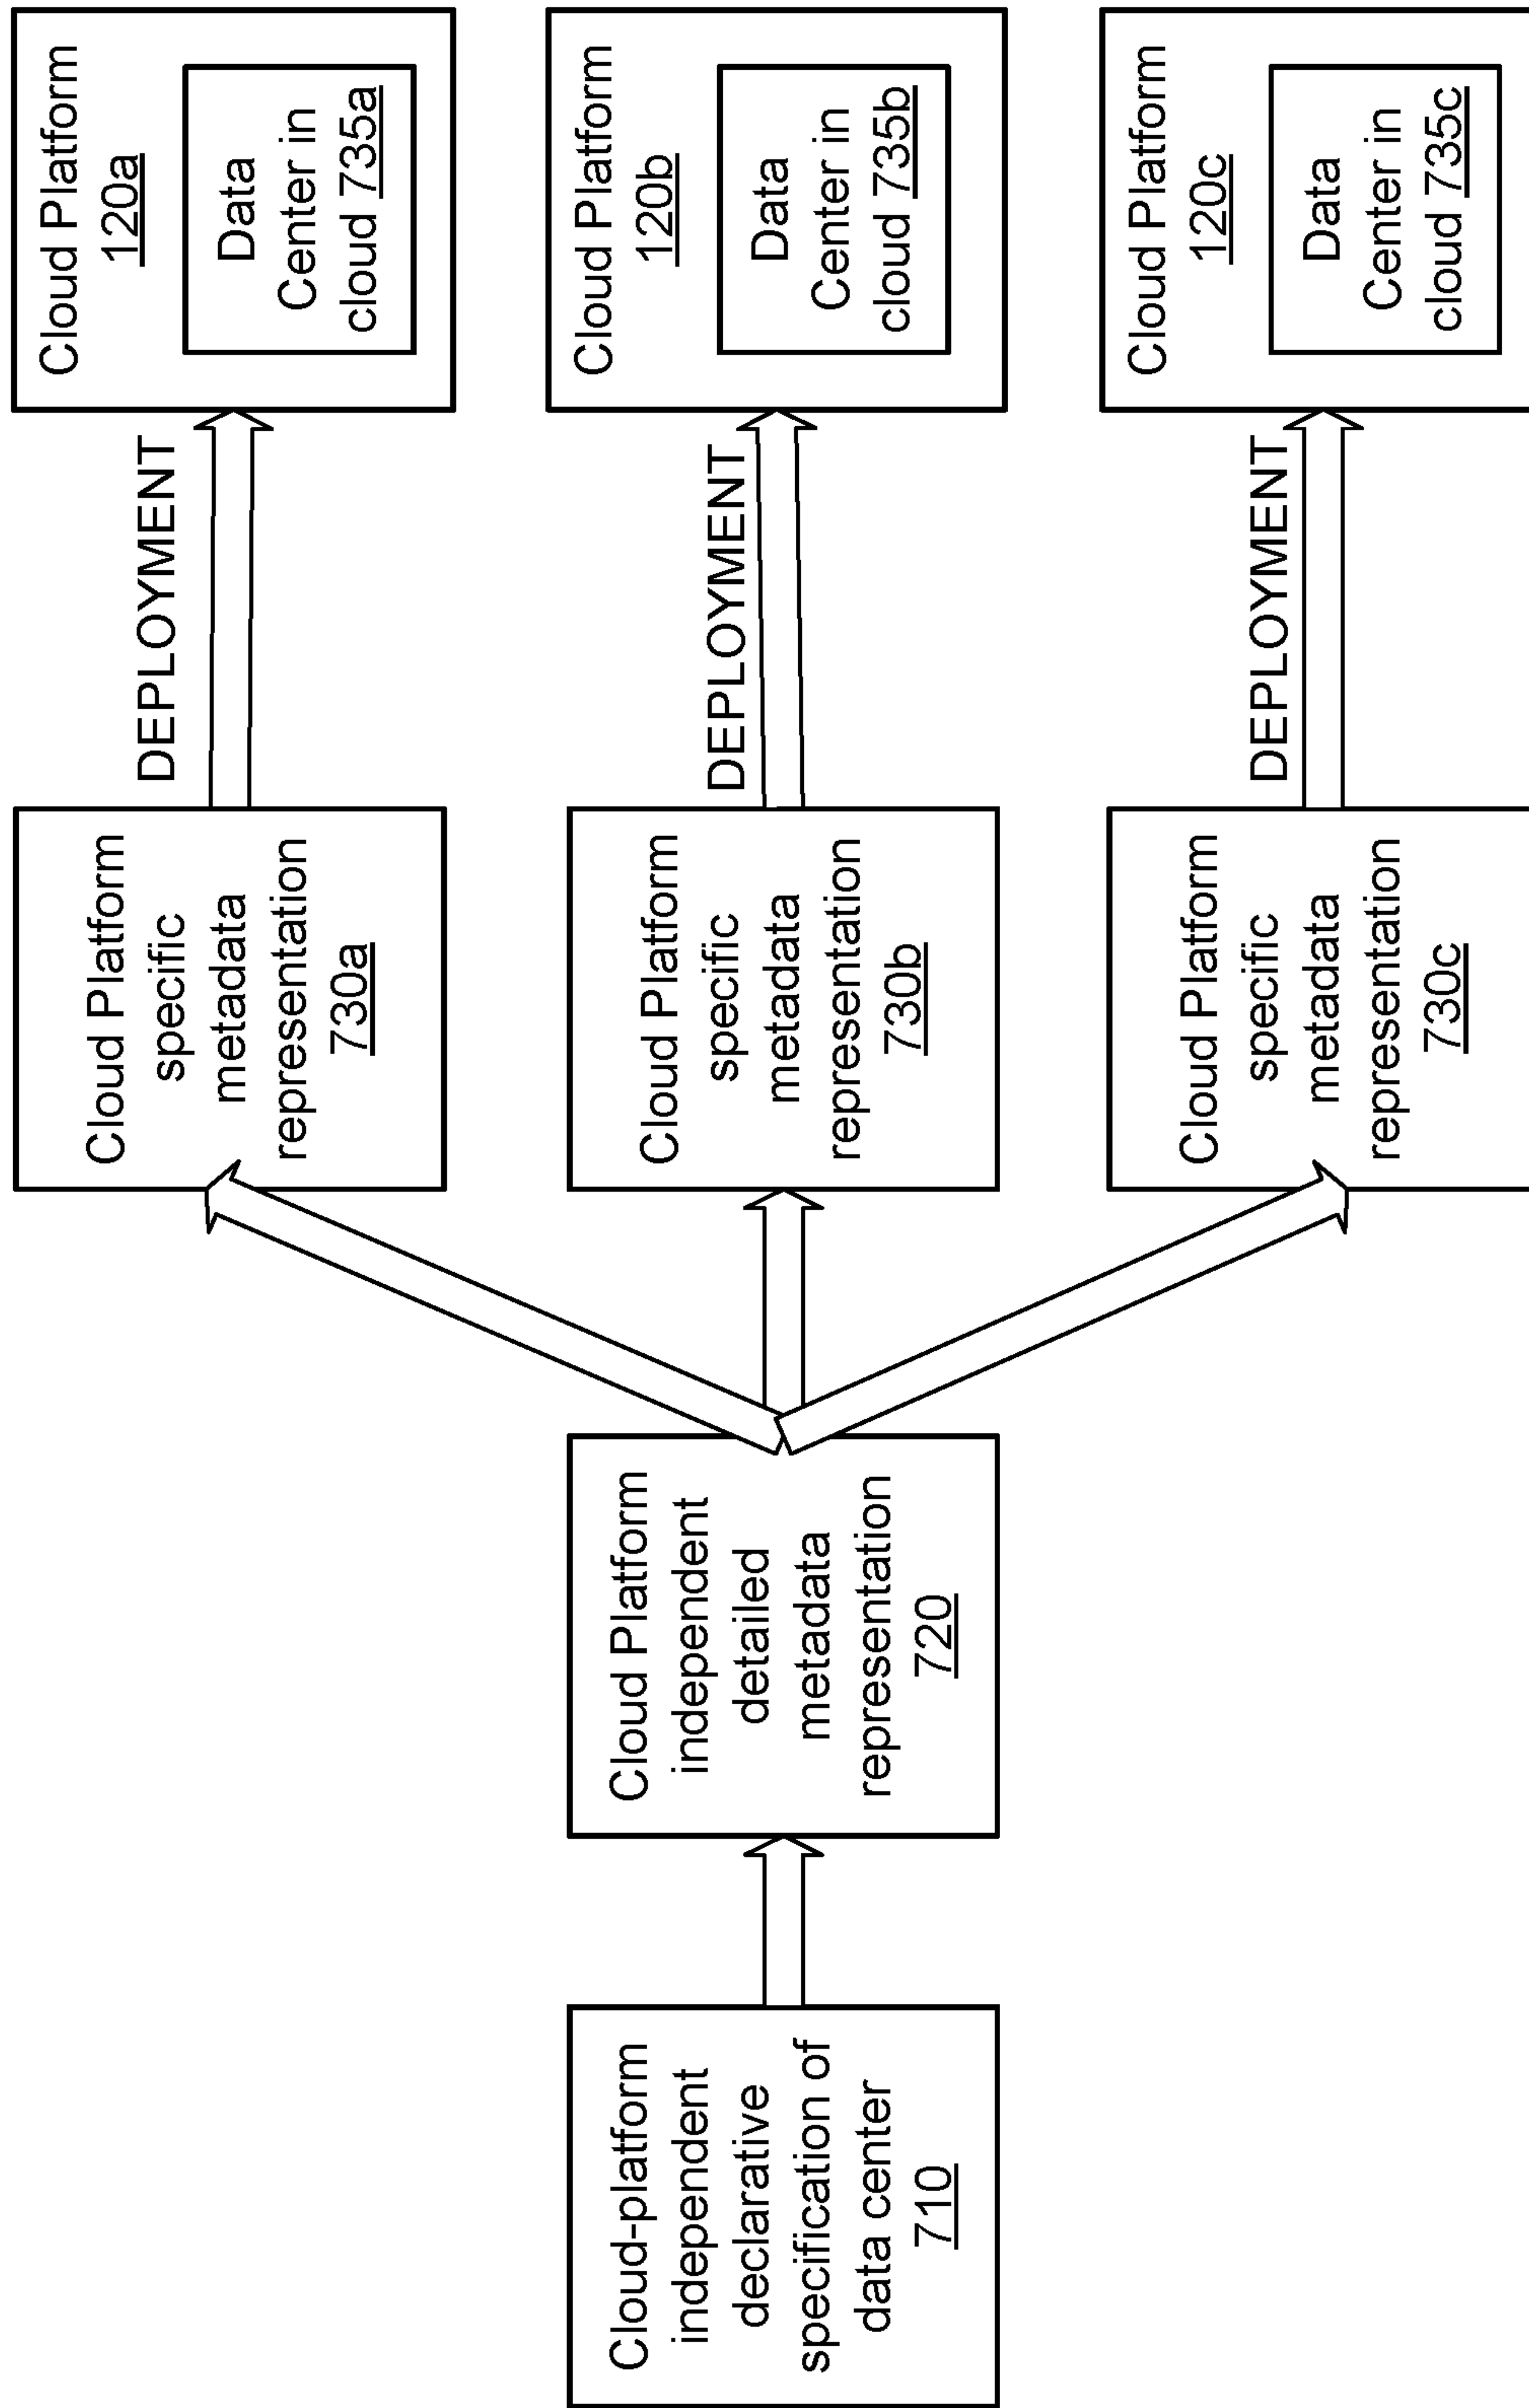 Cloud-platform
independent
declarative
specification of
data center
710
Cloud Platform
independent
detailed
metadata
representation
720
Cloud Platform
specific
metadata
representation
730a
DEPLOYMENT
Cloud Platform
120a
Data
Center in
cloud 735a
Cloud Platform
specific
metadata
representation
730b
DEPLOYMENT
Cloud Platform
120b
Data
Center in
cloud 735b
Cloud Platform
specific
metadata
representation
730c
DEPLOYMENT
Cloud Platform
120c
Data
Center in
cloud 735c